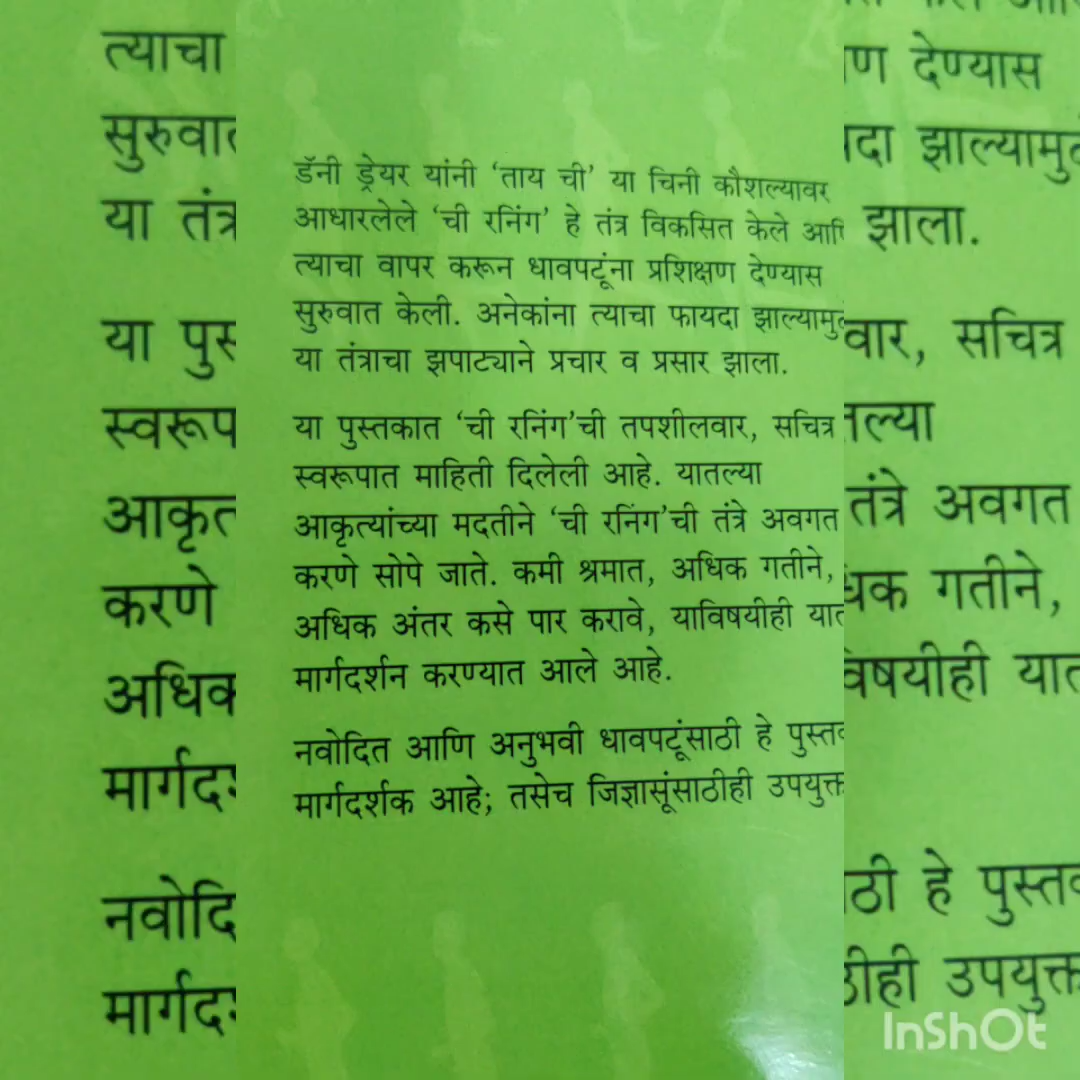 डॅनी ड्रेयर यांनी ‘ताय ची’ या चिनी कौशल्यावर
आधारलेले ‘ची रनिंग’ हे तंत्र विकसित केले
त्याचा वापर करून धावपटूंना प्रशिक्षण देण्यास
सुरुवात केली. अनेकांना त्याचा फायदा
या तंत्राचा झपाट्याने प्रचार व प्रसार झाला.
या पुस्तकात ‘ची रनिंग’ची तपशीलवार, सचित्र
स्वरूपात माहिती दिलेली आहे. यातल्या
आकृत्यांच्या मदतीने ‘ची रनिंग’ची तंत्रे अवगत
करणे सोपे जाते. कमी श्रमात, अधिक गतीने,
अधिक अंतर कसे पार करावे, याविषयीही
मार्गदर्शन करण्यात आले आहे.
नवोदित आणि अनुभवी धावपटूंसाठी हे
मार्गदर्शक आहे; तसेच जिज्ञासूंसाठीही उपयुक्त
InShOt